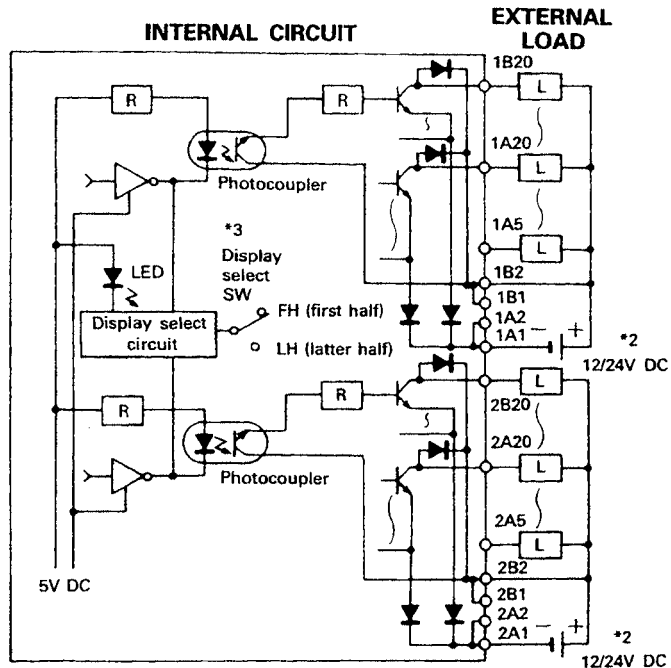 INTERNAL CIRCUIT
EXTERNAL
LOAD
1B20
R
R
L
1A20
L
Photocoupler
*3
Display
select
SW
1A5
L
LED
1B2
1B1
1A2
1A1
FH (first half)
Display select
circuit
LH (latter half)
− +
*2
12/24V DC
R
R
L
2B20
2A20
L
Photocoupler
2A5
L
5V DC
2B2
2B1
2A2
2A1
− +
*2
12/24V DC